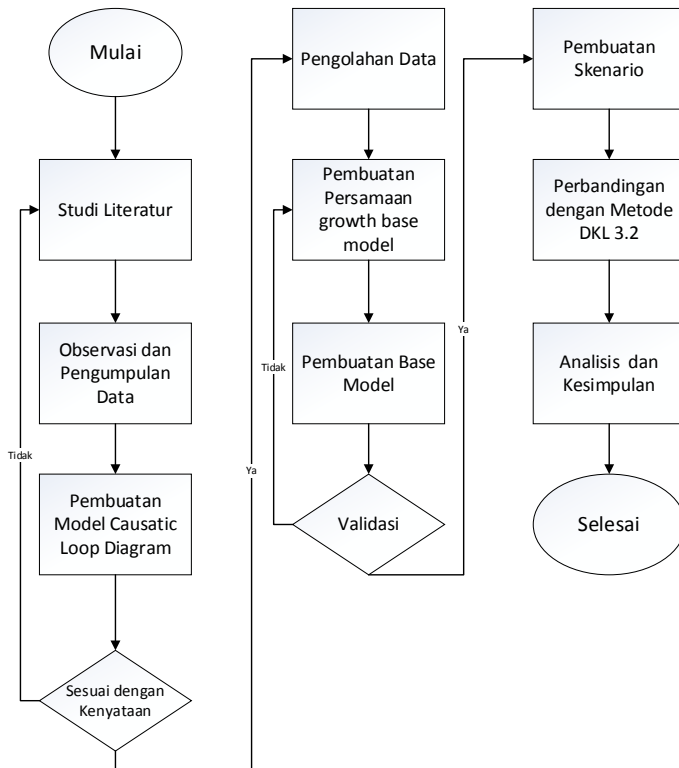 Mulai
Studi Literatur
Observasi dan
Pengumpulan
Data
Pembuatan
Model Causatic
Loop Diagram
Sesuai dengan
Kenyataan
Tidak
Ya
Pengolahan Data
Pembuatan
Persamaan
growth base
model
Pembuatan Base
Model
Validasi
Tidak
Ya
Pembuatan
Skenario
Perbandingan
dengan Metode
DKL 3.2
Analisis dan
Kesimpulan
Selesai